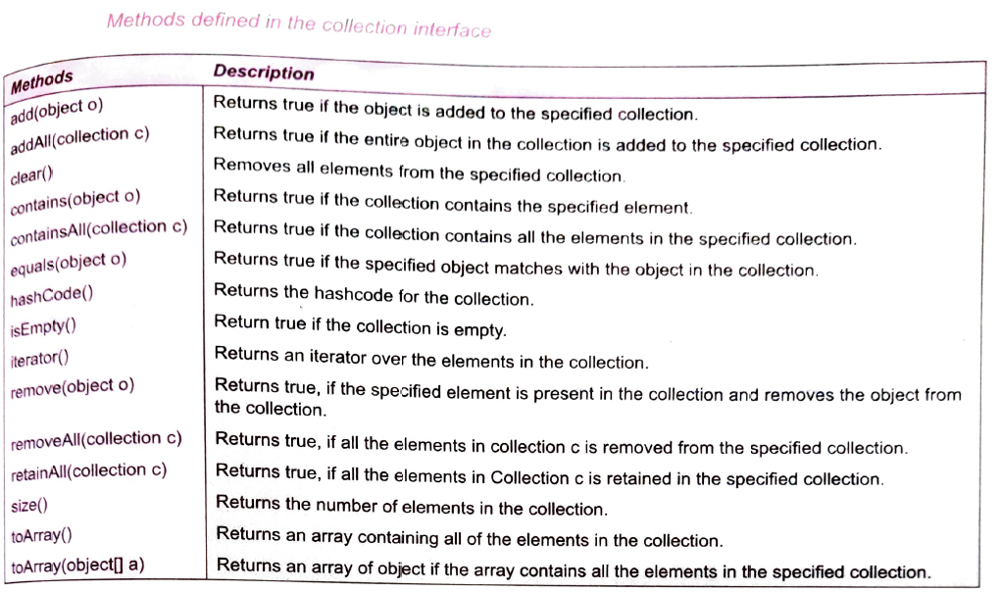 Methods defined in the collection interface
Methods Description
add(object o) Returns true if the object is added to the specified collection.
addAll(collection c) Returns true if the entire object in the collection is added to the specified collection.
clear() Removes all elements from the specified collection.
contains(object o) Returns true if the collection contains the specified element.
containsAll(collection c) Returns true if the collection contains all the elements in the specified collection.
equals(object o) Returns true if the specified object matches with the object in the collection.
hashCode() Returns the hashcode for the collection.
isEmpty() Return true if the collection is empty.
iterator() Returns an iterator over the elements in the collection.
remove(object o) Returns true, if the specified element is present in the collection and removes the object from
the collection.
removeAll(collection c) Returns true, if all the elements in collection c is removed from the specified collection.
retainAll(collection c) Returns true, if all the elements in Collection c is retained in the specified collection.
size() Returns the number of elements in the collection.
toArray() Returns an array containing all of the elements in the collection.
toArray(object[] a) Returns an array of object if the array contains all the elements in the specified collection.